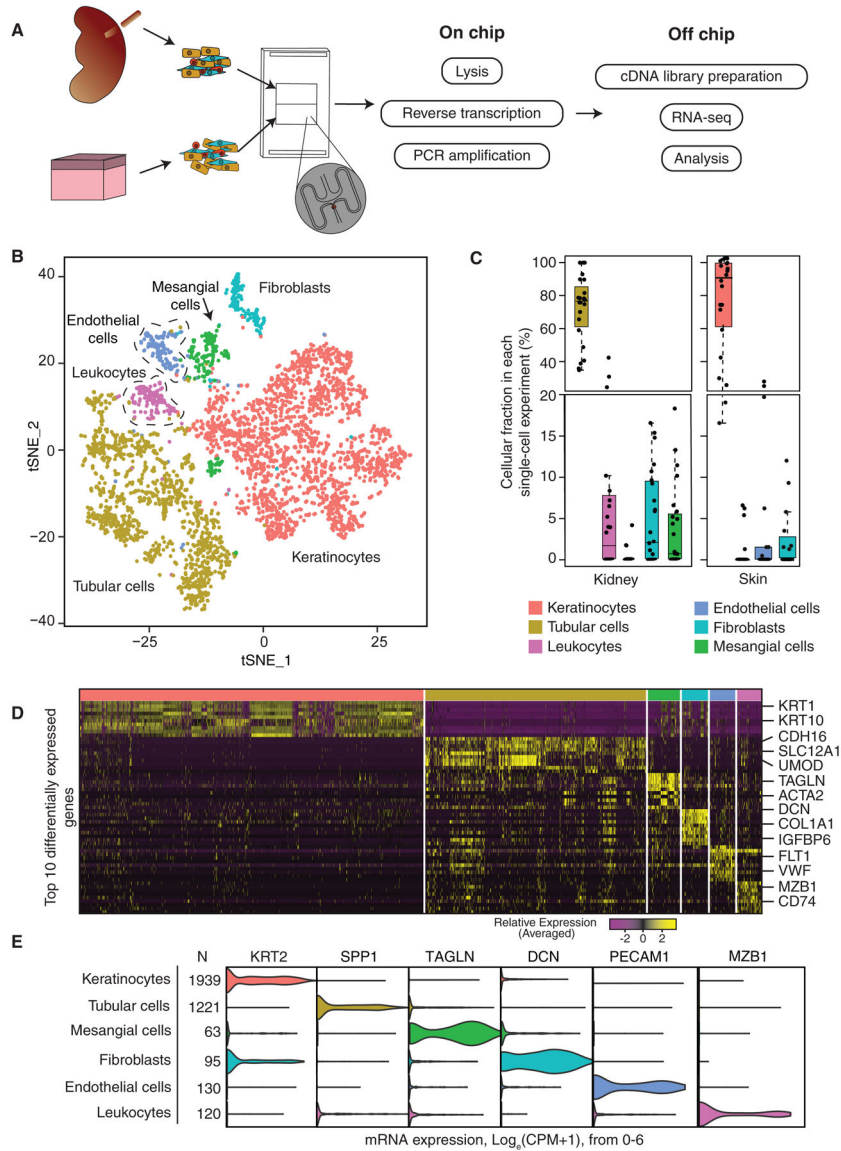 A
On chip
Off chip
Lysis
cDNA library preparation
Reverse transcription
RNA-seq
PCR amplification
Analysis
B
40
20
0
−20
−40
−25
0
25
tSNE_2
tSNE_1
Mesangial
cells
Fibroblasts
Endothelial
cells
Leukocytes
Keratinocytes
Tubular cells
C
100
80
60
40
20
20
15
10
5
0
Cellular fraction in each
single-cell experiment (%)
Kidney
Skin
Keratinocytes
Endothelial cells
Tubular cells
Fibroblasts
Leukocytes
Mesangial cells
D
Top 10 differentially expressed
genes
KRT1
KRT10
CDH16
SLC12A1
UMOD
TAGLN
ACTA2
DCN
COL1A1
IGFBP6
FLT1
VWF
MZB1
CD74
Relative Expression
(Averaged)
-2 0 2
E
N KRT2 SPP1 TAGLN DCN PECAM1 MZB1
Keratinocytes 1939
Tubular cells 1221
Mesangial cells 63
Fibroblasts 95
Endothelial cells 130
Leukocytes 120
mRNA expression, Logₑ(CPM+1), from 0-6